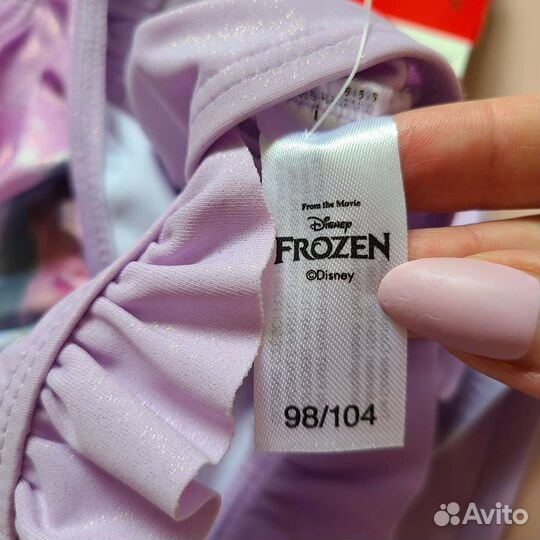 From the Movie
Disney
FROZEN
©Disney
98/104
Avito